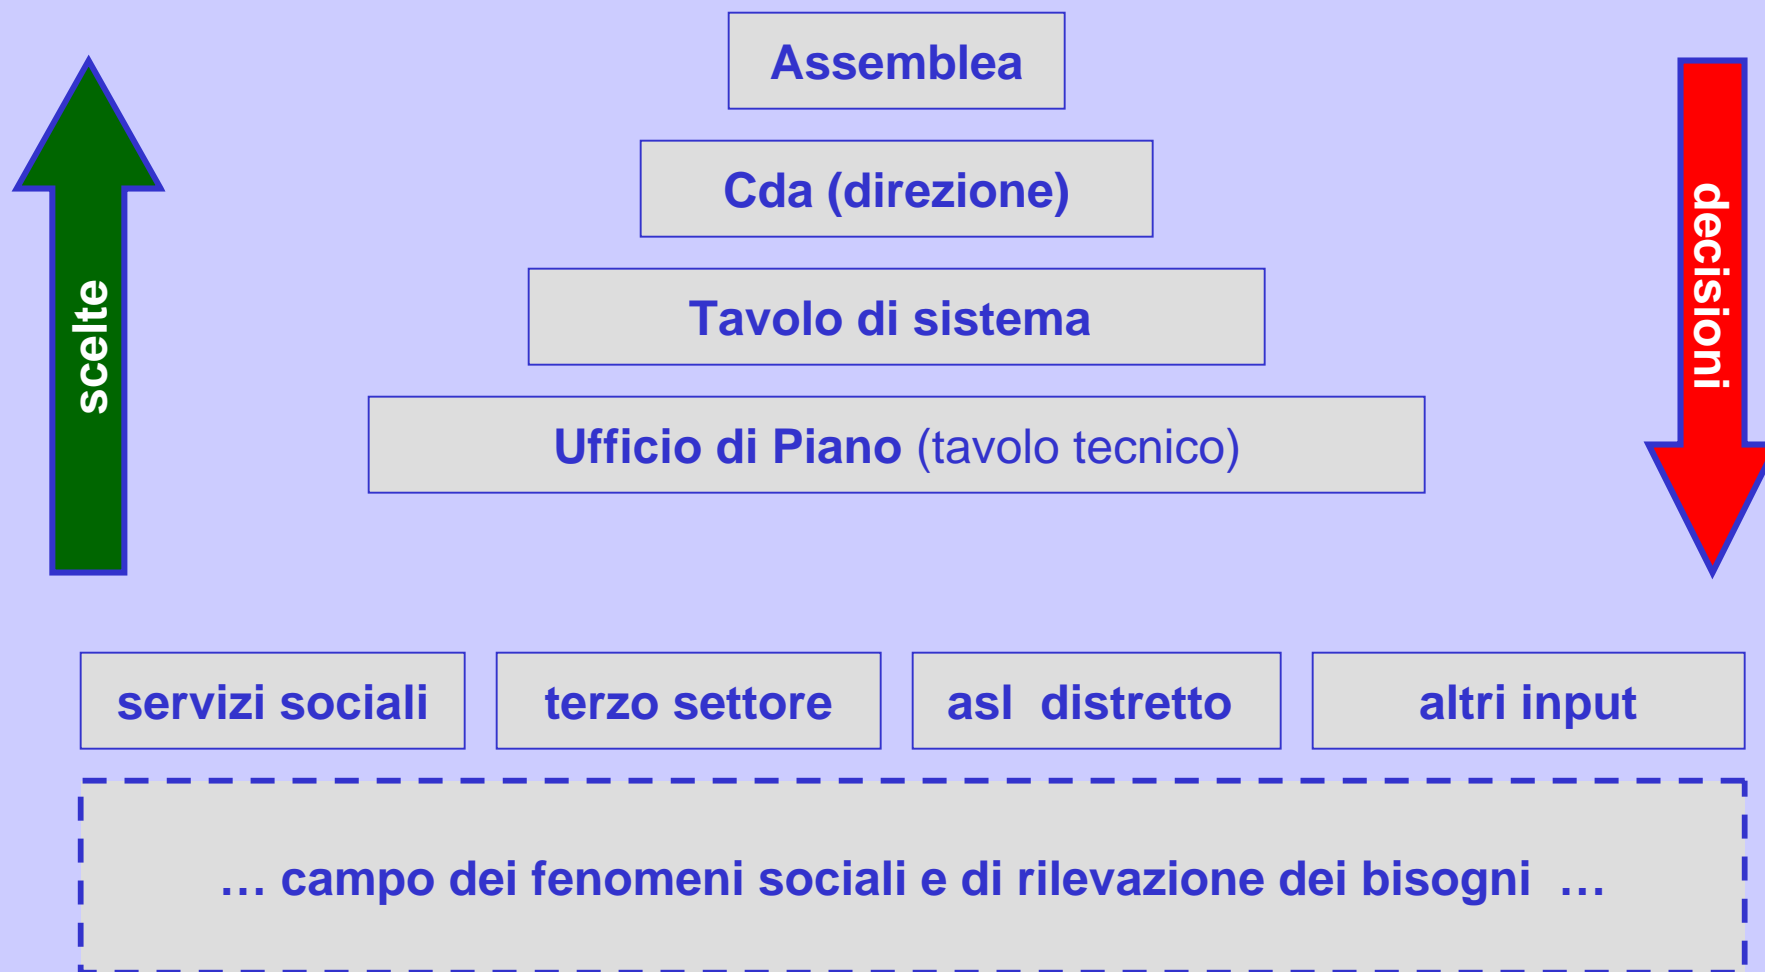 Assemblea
Cda (direzione)
Tavolo di sistema
Ufficio di Piano (tavolo tecnico)
scelte
decisioni
servizi sociali
terzo settore
asl distretto
altri input
… campo dei fenomeni sociali e di rilevazione dei bisogni …